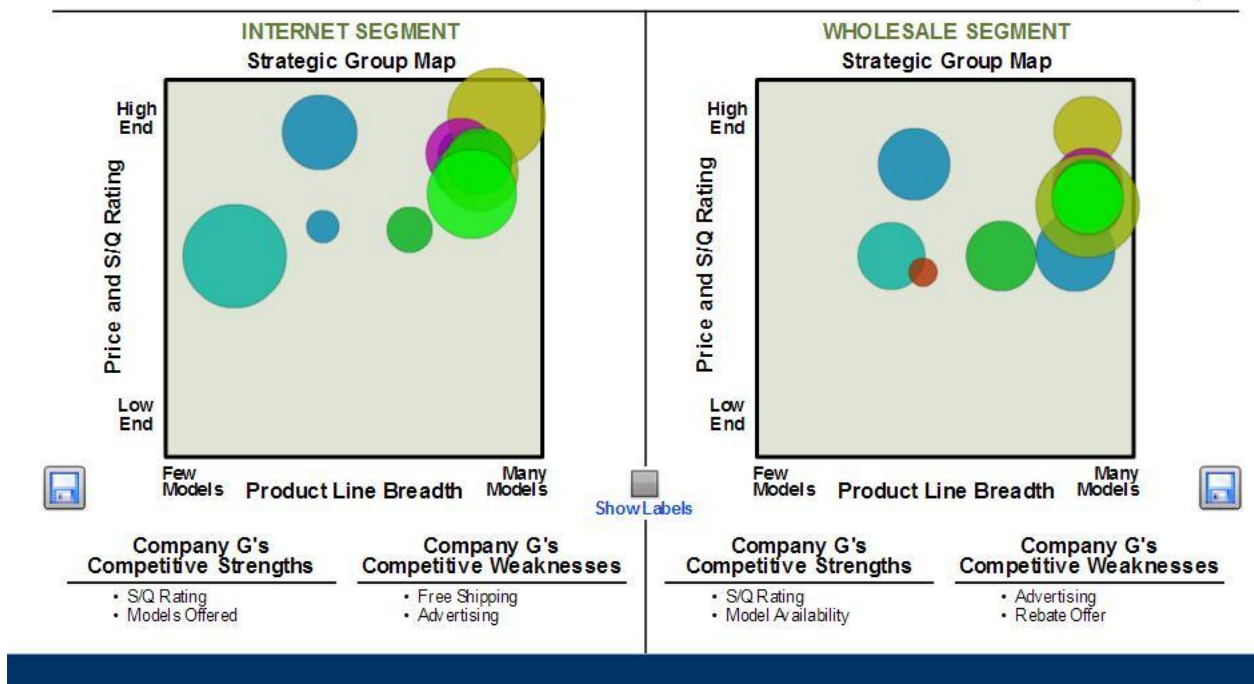 INTERNET SEGMENT
Strategic Group Map
High
End
Price and S/Q Rating
Low
End
Few
Models
Product Line Breadth
Many
Models
WHOLESALE SEGMENT
Strategic Group Map
High
End
Price and S/Q Rating
Low
End
Few
Models
Product Line Breadth
Many
Models
Show Labels
Company G's
Competitive Strengths
• S/Q Rating
• Models Offered
Company G's
Competitive Weaknesses
• Free Shipping
• Advertising
Company G's
Competitive Strengths
• S/Q Rating
• Model Availability
Company G's
Competitive Weaknesses
• Advertising
• Rebate Offer